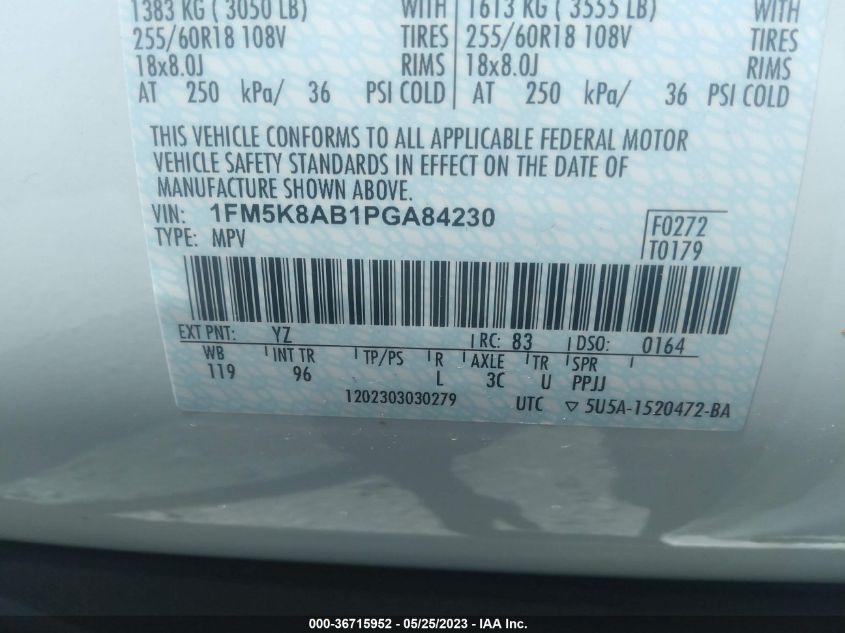 1383 KG ( 3050 LB) WITH 1613 KG ( 3555 LB) WITH
255/60R18 108V TIRES 255/60R18 108V TIRES
18x8.0J RIMS 18x8.0J RIMS
AT 250 kPa/ 36 PSI COLD AT 250 kPa/ 36 PSI COLD
THIS VEHICLE CONFORMS TO ALL APPLICABLE FEDERAL MOTOR
VEHICLE SAFETY STANDARDS IN EFFECT ON THE DATE OF
MANUFACTURE SHOWN ABOVE.
VIN: 1FM5K8AB1PGA84230 F0272
TYPE: MPV T0179
EXT PNT: YZ RC: 83 DSO: 0164
WB INT TR TP/PS R AXLE TR SPR
119 96 L 3C U PPJJ
1202303030279 UTC ▽ 5U5A-1520472-BA
000-36715952 - 05/25/2023 - IAA Inc.